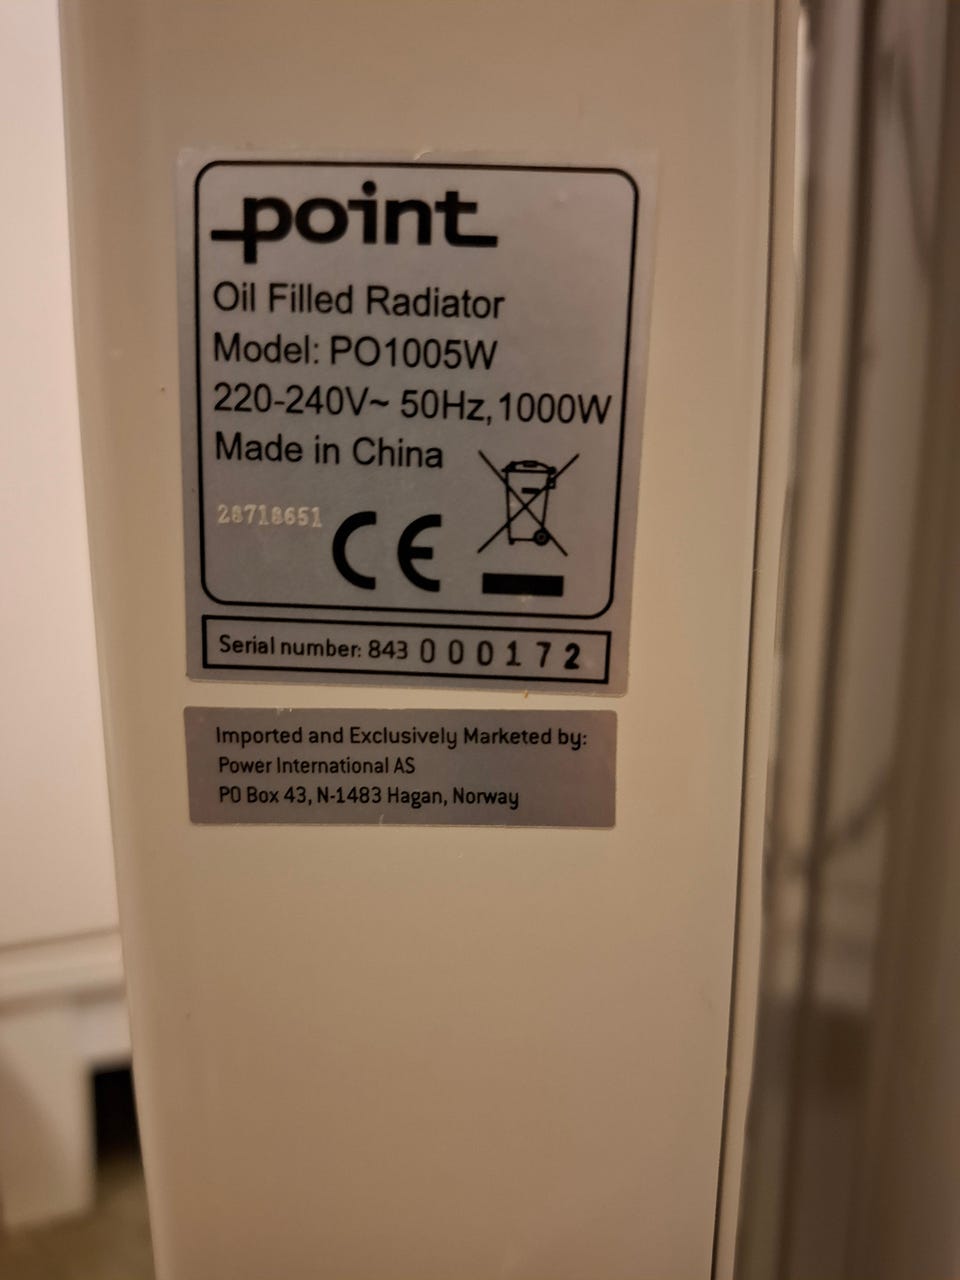 point
Oil Filled Radiator
Model: PO1005W
220-240V~ 50Hz, 1000W
Made in China
28718651
CE
Serial number: 843 000172
Imported and Exclusively Marketed by:
Power International AS
PO Box 43, N-1483 Hagan, Norway